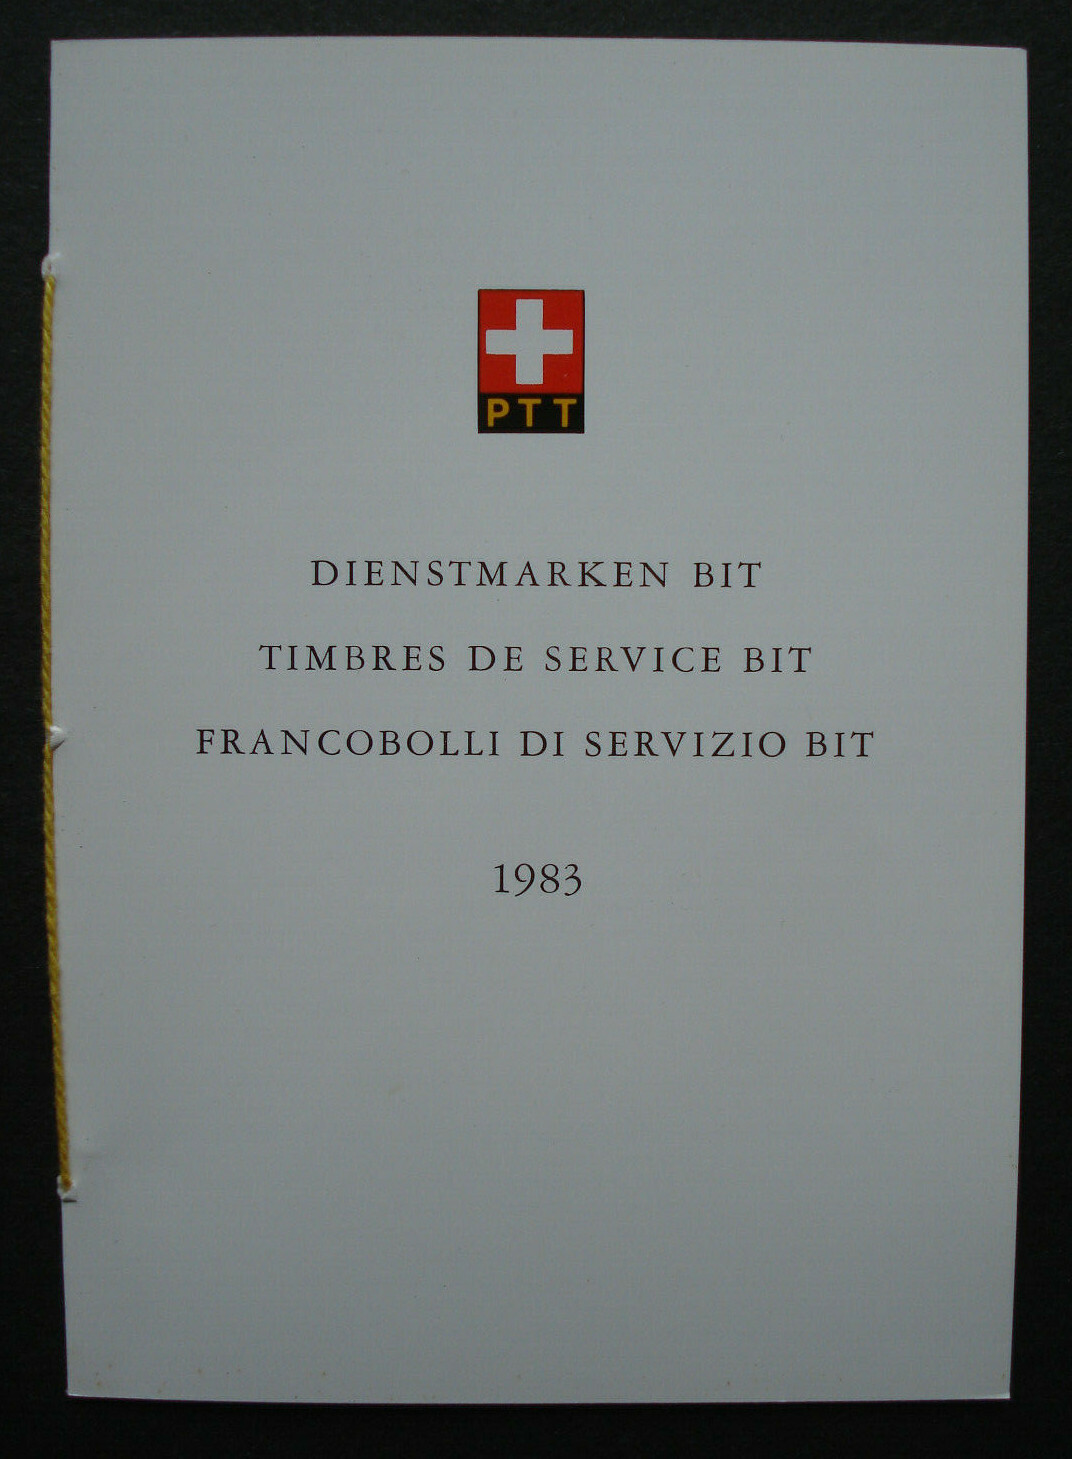 PTT
DIENSTMARKEN BIT
TIMBRES DE SERVICE BIT
FRANCOBOLLI DI SERVIZIO BIT
1983